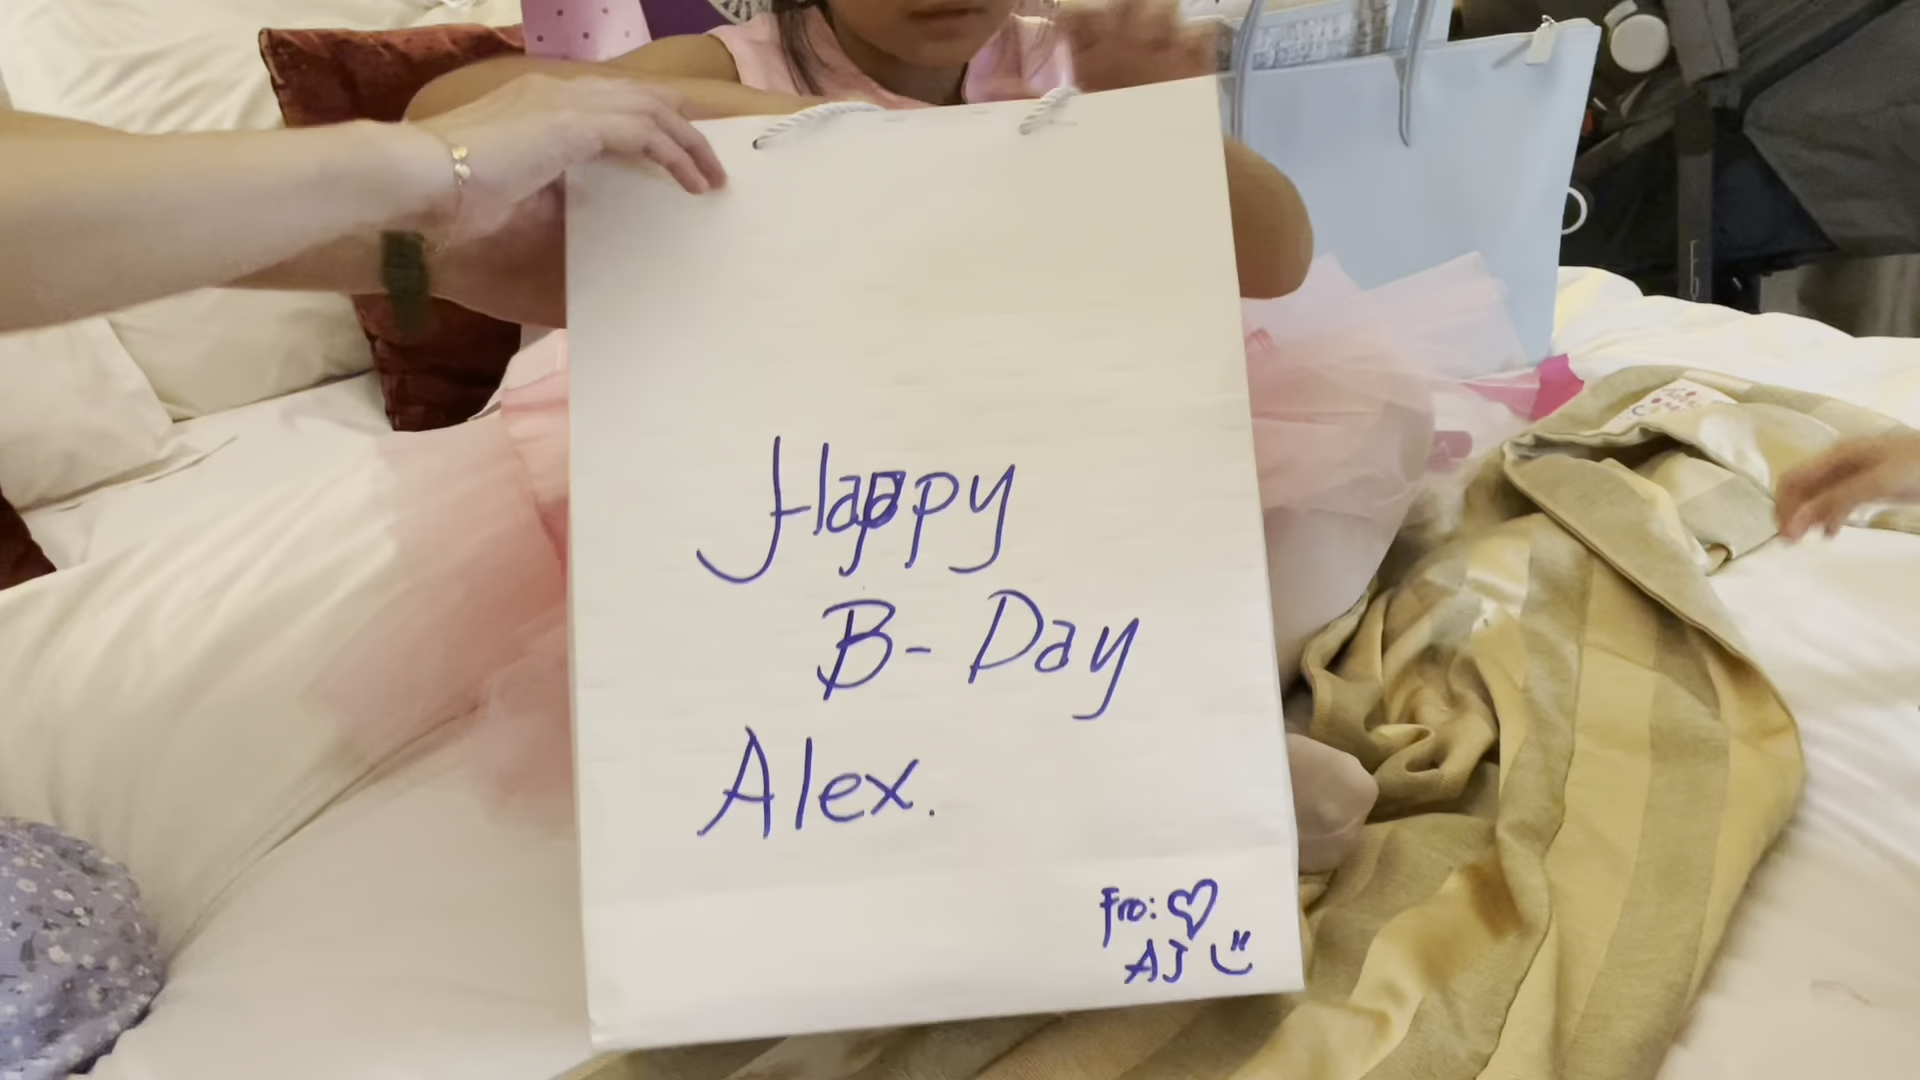 Happy
B-Day
Alex.
Fro: ♡
AJ